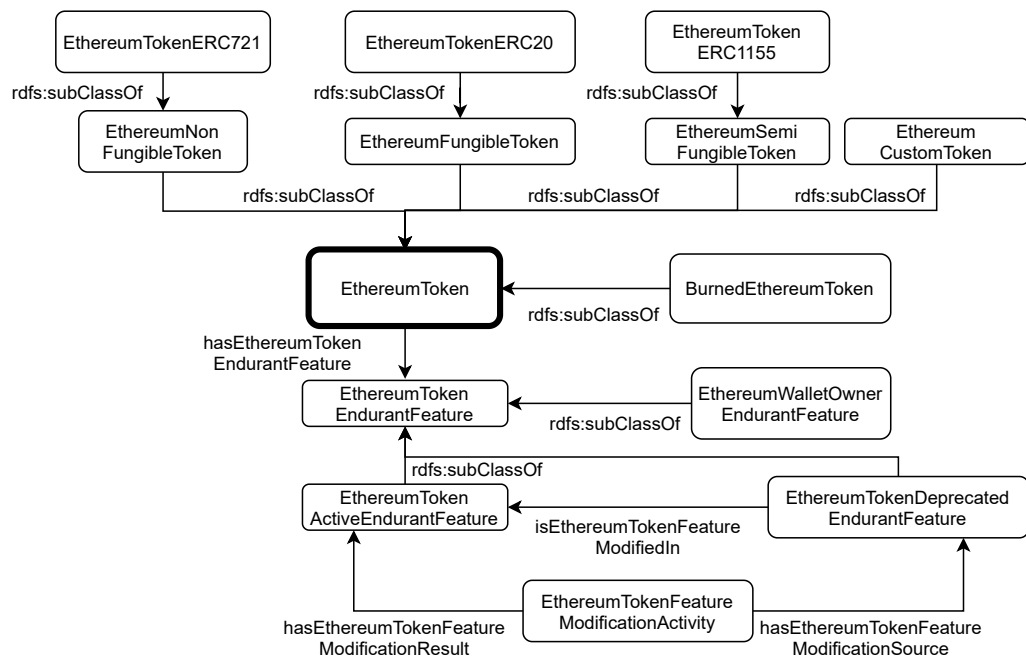 EthereumTokenERC721
EthereumTokenERC20
EthereumToken
ERC1155
rdfs:subClassOf
rdfs:subClassOf
rdfs:subClassOf
EthereumNon
FungibleToken
EthereumFungibleToken
EthereumSemi
FungibleToken
Ethereum
CustomToken
rdfs:subClassOf
rdfs:subClassOf
rdfs:subClassOf
EthereumToken
BurnedEthereumToken
rdfs:subClassOf
hasEthereumToken
EndurantFeature
EthereumToken
EndurantFeature
EthereumWalletOwner
EndurantFeature
rdfs:subClassOf
rdfs:subClassOf
EthereumToken
ActiveEndurantFeature
EthereumTokenDeprecated
EndurantFeature
isEthereumTokenFeature
ModifiedIn
EthereumTokenFeature
ModificationActivity
hasEthereumTokenFeature
ModificationResult
hasEthereumTokenFeature
ModificationSource